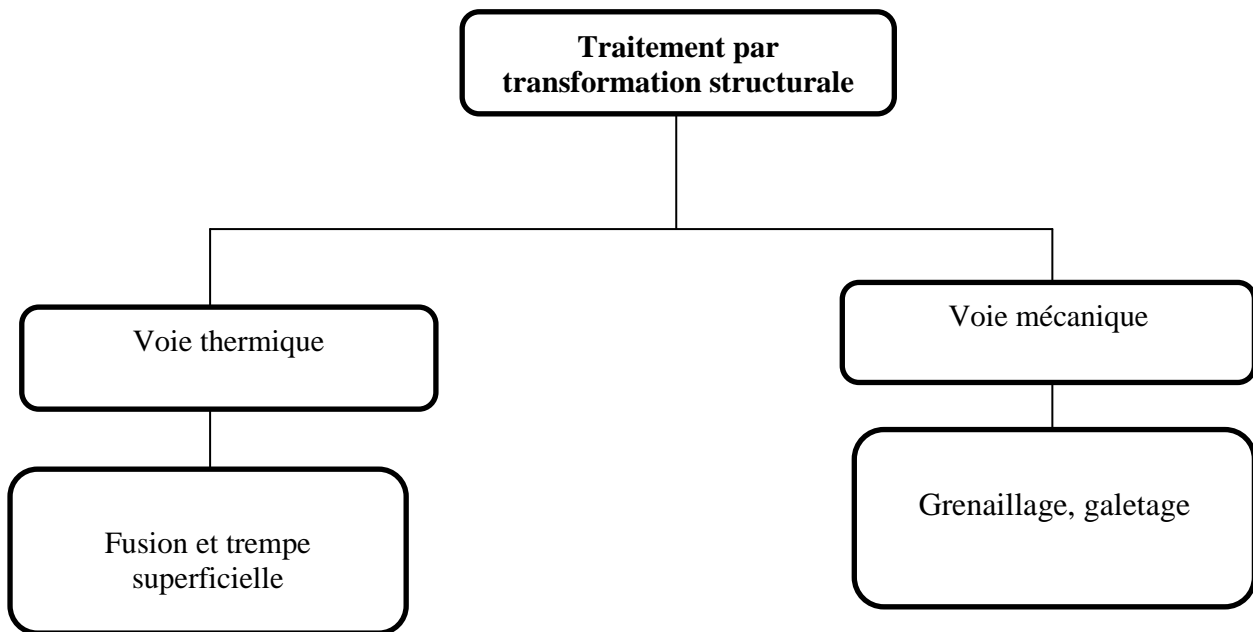 Traitement par
transformation structurale
Voie thermique
Voie mécanique
Fusion et trempe
superficielle
Grenaillage, galetage